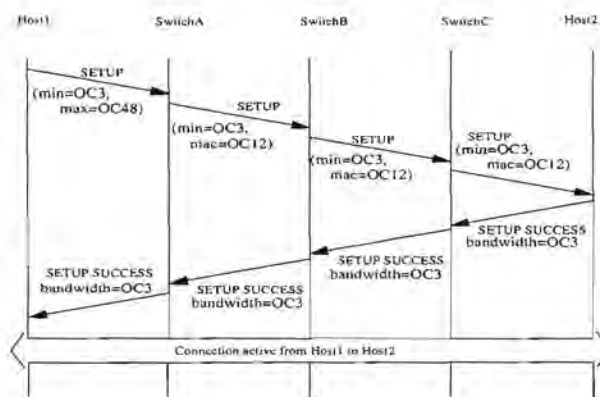 Host1 SwitchA SwitchB SwitchC Host2
SETUP
(min=OC3,
max=OC48)
SETUP
(min=OC3,
mac=OC12)
SETUP
(min=OC3,
mac=OC12)
SETUP
(min=OC3,
mac=OC12)
SETUP SUCCESS
bandwidth=OC3
SETUP SUCCESS
bandwidth=OC3
SETUP SUCCESS
bandwidth=OC3
SETUP SUCCESS
bandwidth=OC3
Connection active from Host1 to Host2